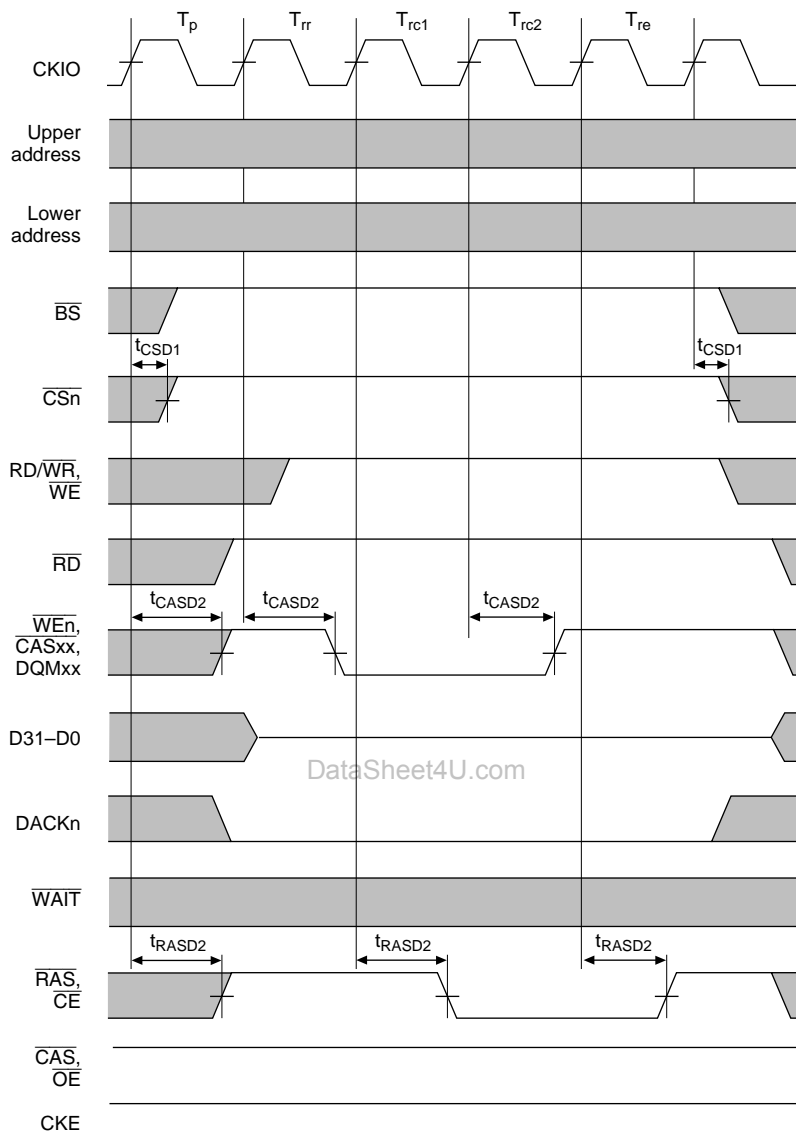 Tp Trr Trc1 Trc2 Tre
CKIO
Upper
address
Lower
address
BS
tCSD1 tCSD1
CSn
RD/WR,
WE
RD
tCASD2 tCASD2 tCASD2
WEn,
CASxx,
DQMxx
D31–D0
DataSheet4U.com
DACKn
WAIT
tRASD2 tRASD2 tRASD2
RAS,
CE
CAS,
OE
CKE